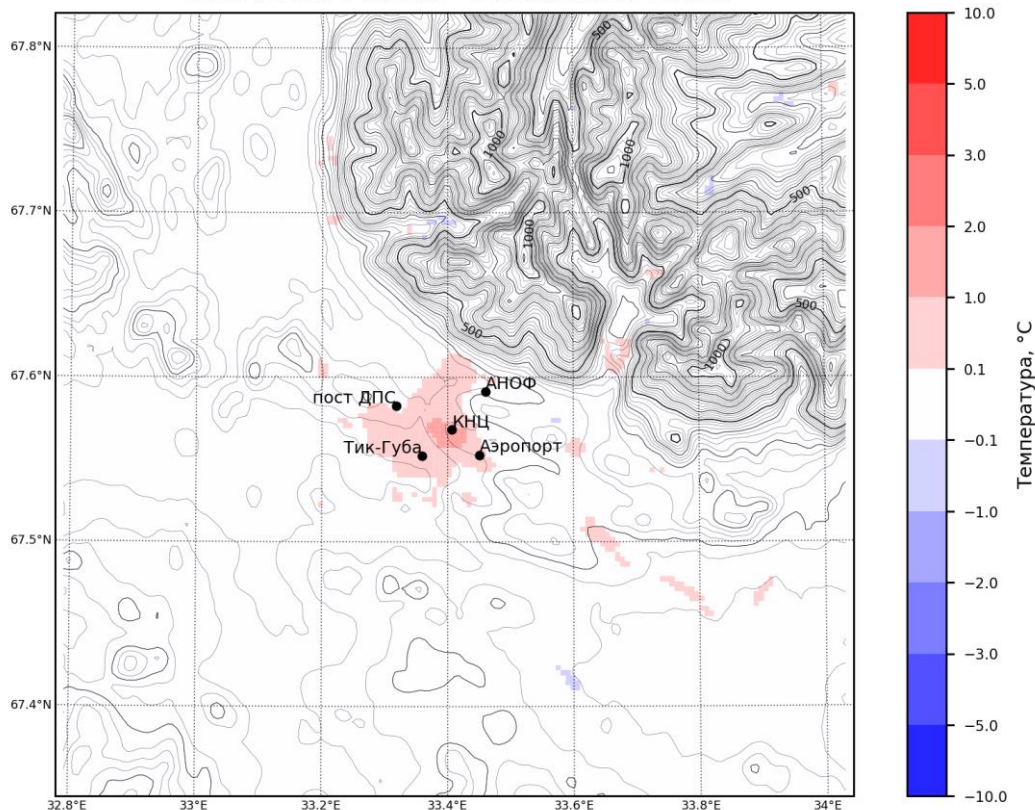 67.8°N
67.7°N
67.6°N
67.5°N
67.4°N
32.8°E
33°E
33.2°E
33.4°E
33.6°E
33.8°E
34°E
500
1000
1000
500
1000
500
500
1000
АНОФ
пост ДПС
КНЦ
Тик-Губа
Аэропорт
10.0
5.0
3.0
2.0
1.0
0.1
−0.1
−1.0
−2.0
−3.0
−5.0
−10.0
Температура, °C